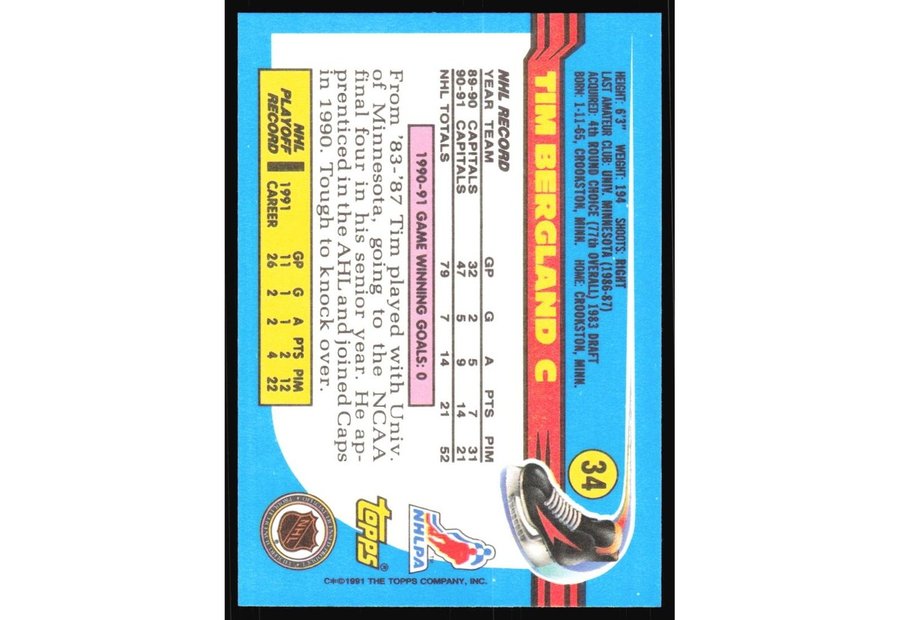 34
HEIGHT: 6'3" WEIGHT: 194 SHOOTS: RIGHT
LAST AMATEUR CLUB: UNIV. MINNESOTA (1986-87)
ACQUIRED: 4th ROUND CHOICE (77th OVERALL) 1983 DRAFT
BORN: 1-11-65, CROOKSTON, MINN. HOME: CROOKSTON, MINN.
TIM BERGLAND C
NHL RECORD
YEAR TEAM GP G A PTS PIM
89-90 CAPITALS 32 2 5 7 31
90-91 CAPITALS 47 5 9 14 21
NHL TOTALS 79 7 14 21 52
1990-91 GAME WINNING GOALS: 0
From '83-'87 Tim played with Univ.
of Minnesota, going to the NCAA
final four in his senior year. He ap-
prenticed in the AHL and joined Caps
in 1990. Tough to knock over.
NHL
PLAYOFF
RECORD
GP G A PTS PIM
1991 11 1 1 2 12
CAREER 26 2 2 4 22
NHLPA
topps®
NHL
C*©1991 THE TOPPS COMPANY, INC.